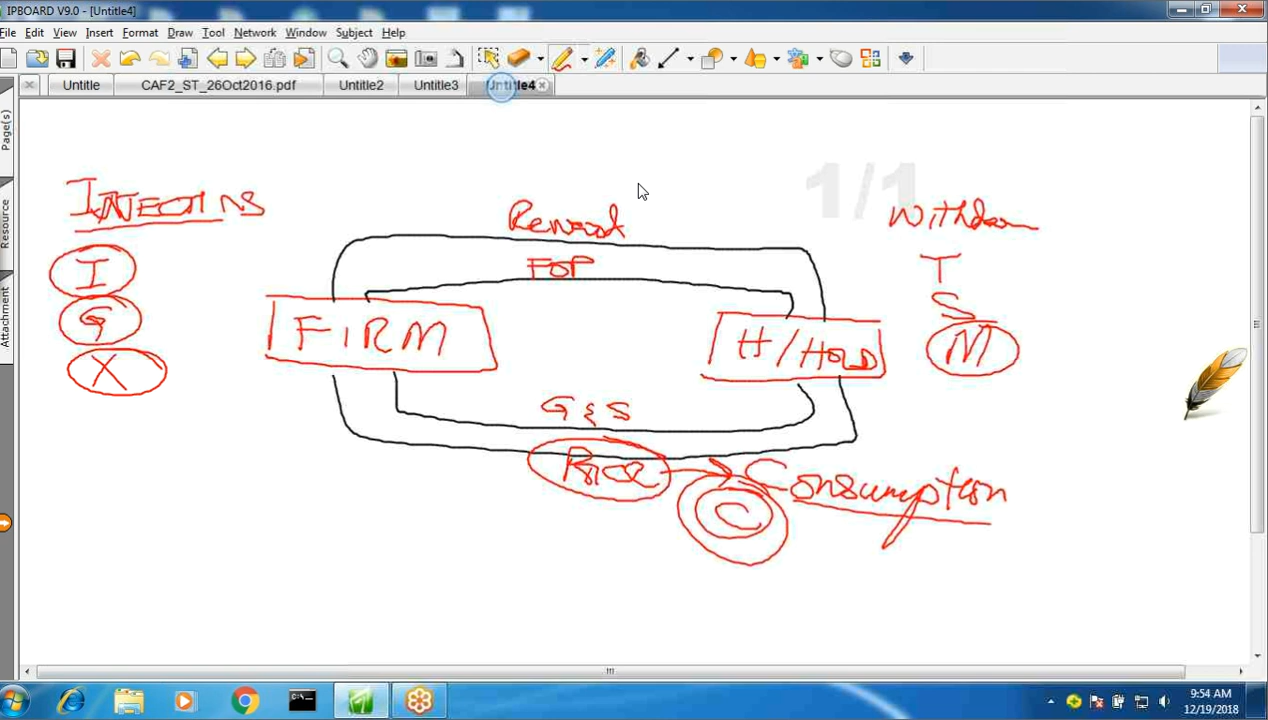 IPBOARD V9.0 - [Untitle4]
File Edit View Insert Format Draw Tool Network Window Subject Help
Untitle CAF2_ST_26Oct2016.pdf Untitle2 Untitle3 Untitle4
Page(s)
Resource
Attachment
1/1
INJECTIONS
I
G
X
Reward
FOP
FIRM
H/HOLD
G & S
Price
Consumption
C
Withdraw
T
S
M
9:54 AM
12/19/2018